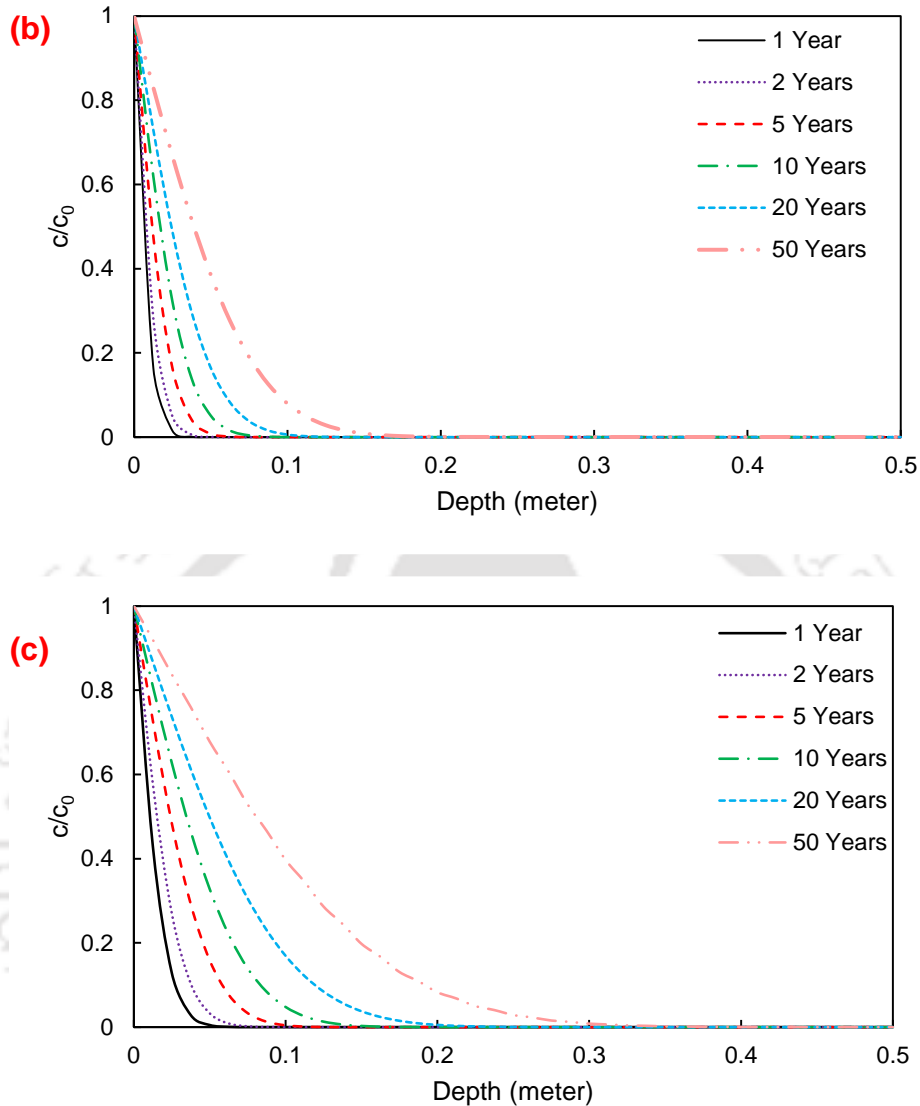 (b)
1
0.8
0.6
0.4
0.2
0
c/c0
0
0.1
0.2
0.3
0.4
0.5
Depth (meter)
1 Year
2 Years
5 Years
10 Years
20 Years
50 Years
(c)
1
0.8
0.6
0.4
0.2
0
c/c0
0
0.1
0.2
0.3
0.4
0.5
Depth (meter)
1 Year
2 Years
5 Years
10 Years
20 Years
50 Years